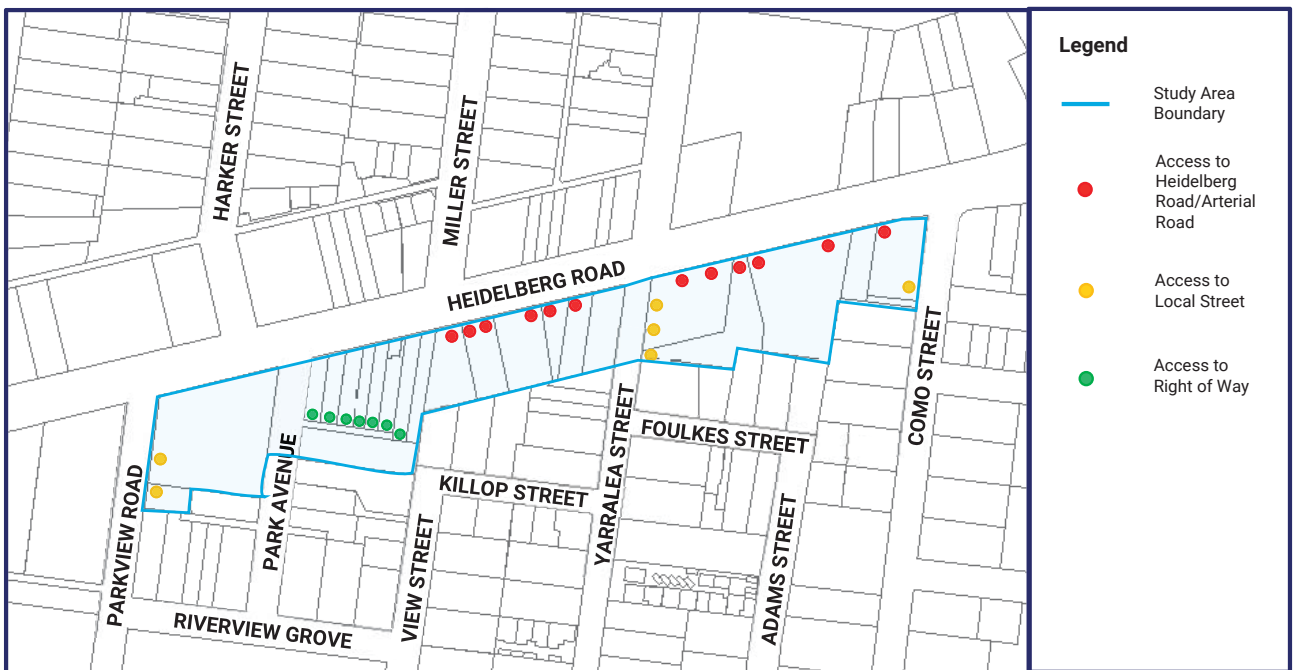 HARKER STREET
MILLER STREET
HEIDELBERG ROAD
PARKVIEW ROAD
PARK AVENUE
VIEW STREET
KILLOP STREET
YARRALEA STREET
FOULKES STREET
ADAMS STREET
COMO STREET
RIVERVIEW GROVE
Legend
Study Area
Boundary
Access to
Heidelberg
Road/Arterial
Road
Access to
Local Street
Access to
Right of Way